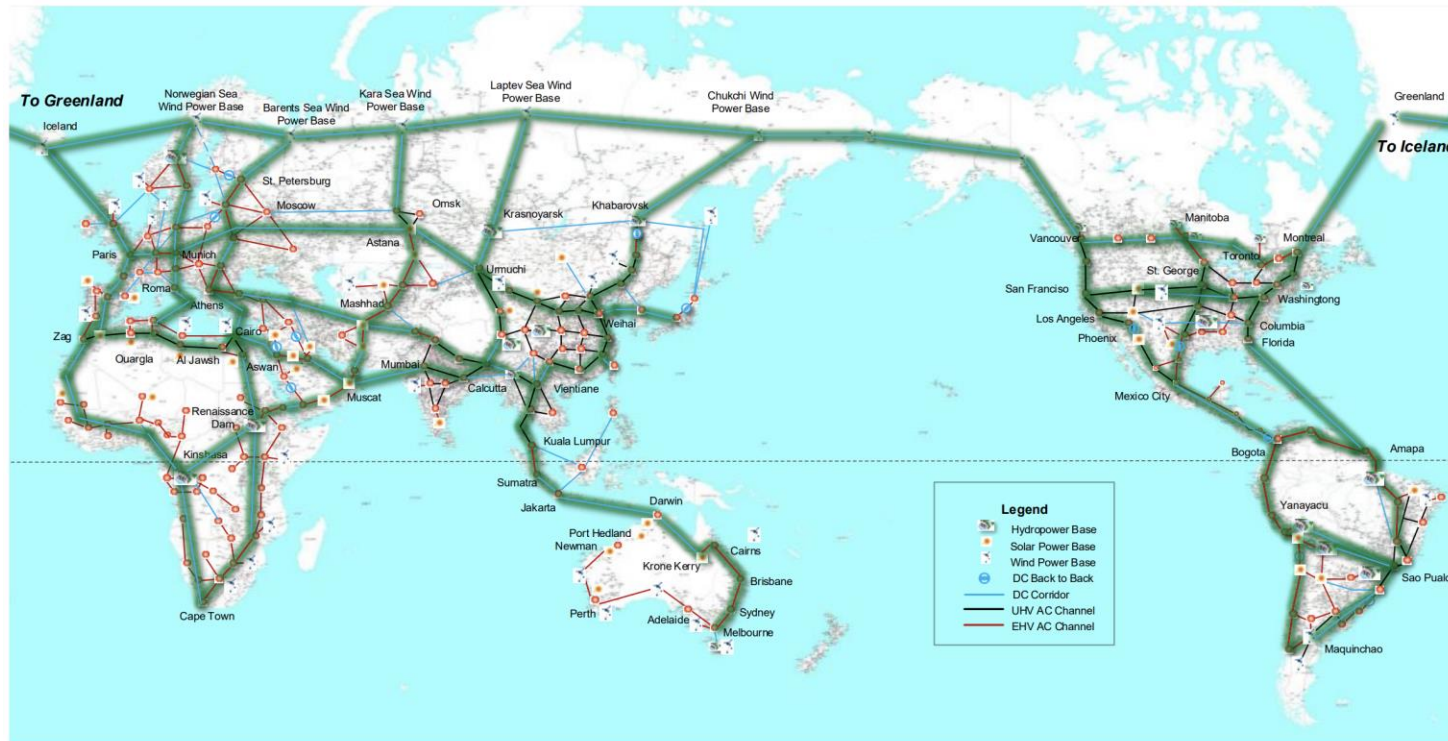 To Greenland
Iceland
Norwegian Sea
Wind Power Base
Barents Sea Wind
Power Base
Kara Sea Wind
Power Base
Laptev Sea Wind
Power Base
Chukchi Wind
Power Base
Greenland
To Iceland
St. Petersburg
Moscow
Omsk
Krasnoyarsk
Khabarovsk
Astana
Paris
Munich
Urmuchi
Roma
Athens
Mashhad
Zag
Cairo
Weihai
Ouargla
Al Jawsh
Aswan
Mumbai
Muscat
Calcutta
Vientiane
Renaissance
Dam
Kinshasa
Kuala Lumpur
Sumatra
Jakarta
Darwin
Port Hedland
Newman
Krone Kerry
Cairns
Brisbane
Perth
Adelaide
Sydney
Melbourne
Cape Town
Vancouver
Manitoba
Montreal
Toronto
St. George
San Franciso
Washingtong
Los Angeles
Columbia
Phoenix
Florida
Mexico City
Bogota
Amapa
Yanayacu
Sao Pualo
Maquinchao
Legend
Hydropower Base
Solar Power Base
Wind Power Base
DC Back to Back
DC Corridor
UHV AC Channel
EHV AC Channel